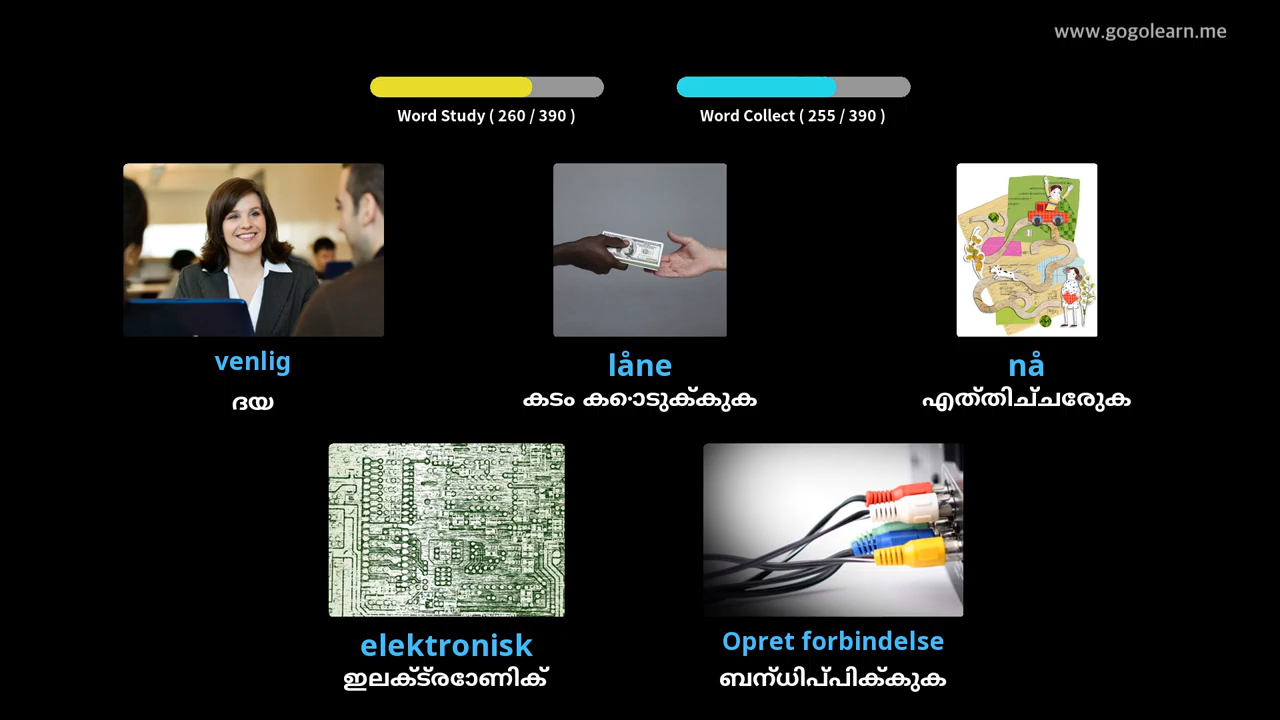 www.gogolearn.me
Word Study ( 260 / 390 )
Word Collect ( 255 / 390 )
venlig
ദയ
låne
കടം കൊടുക്കുക
nå
എത്തിച്ചേരുക
elektronisk
ഇലക്ട്രോണിക്
Opret forbindelse
ബന്ധിപ്പിക്കുക